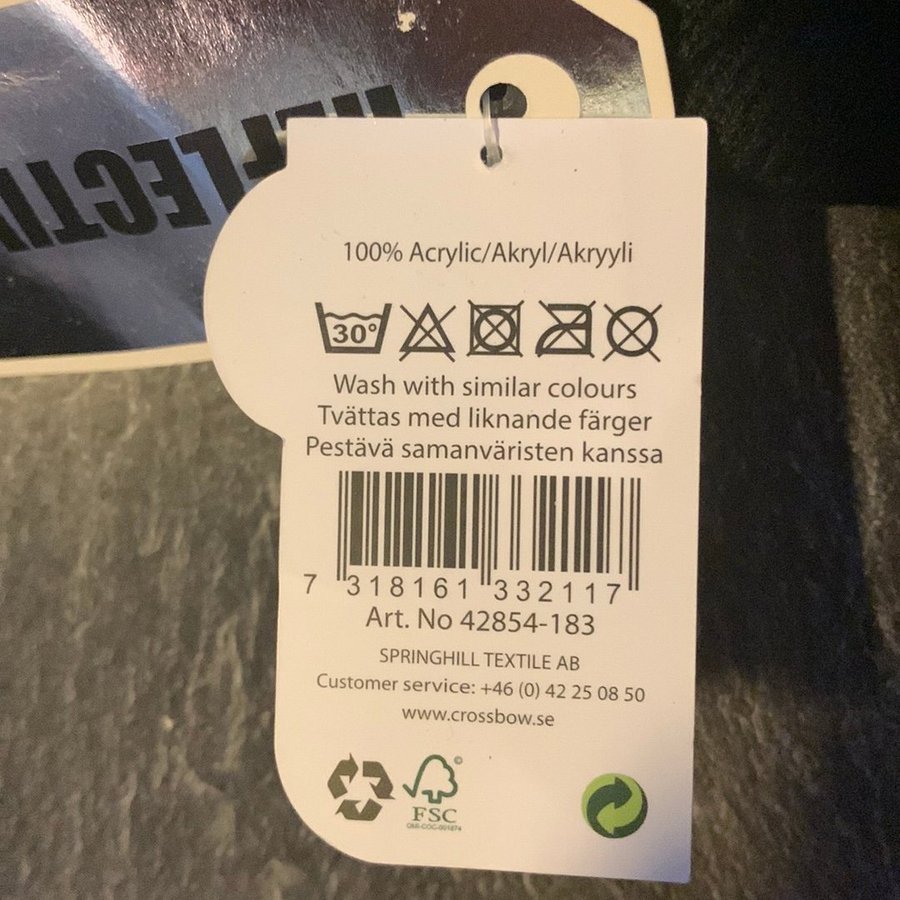 REFLECTIV
100% Acrylic/Akryl/Akryyli
30°
Wash with similar colours
Tvättas med liknande färger
Pestävä samanväristen kanssa
7 318161 332117
Art. No 42854-183
SPRINGHILL TEXTILE AB
Customer service: +46 (0) 42 25 08 50
www.crossbow.se
©
FSC